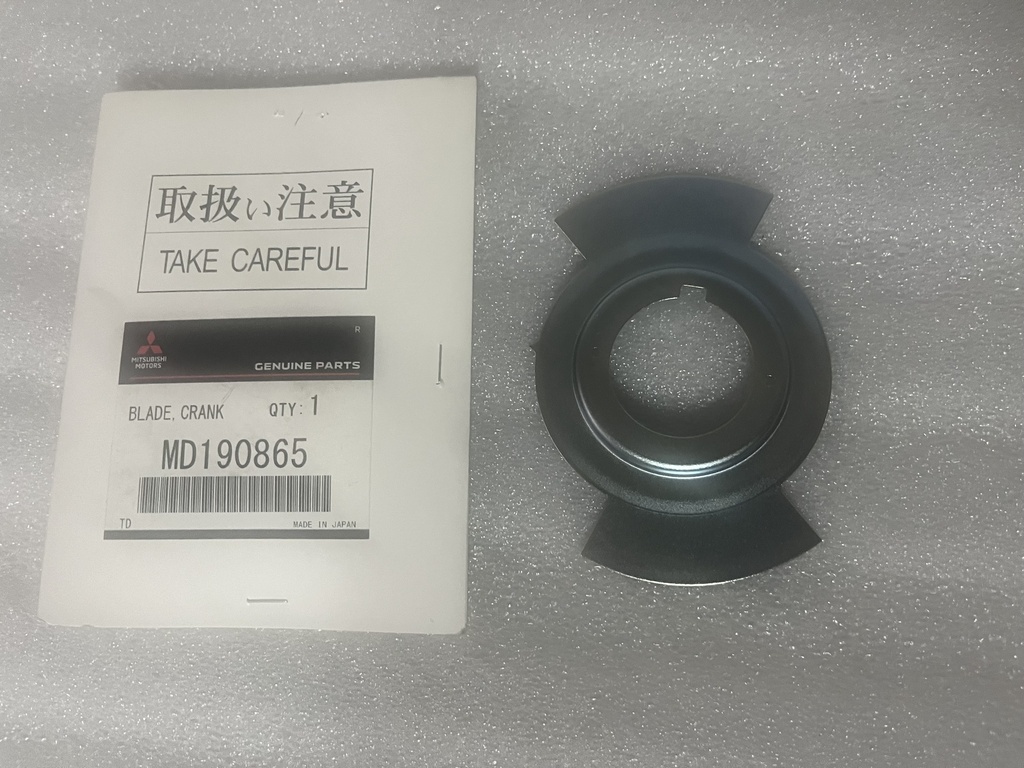 取扱い注意
TAKE CAREFUL
R
MITSUBISHI
MOTORS
GENUINE PARTS
BLADE, CRANK QTY: 1
MD190865
TD MADE IN JAPAN